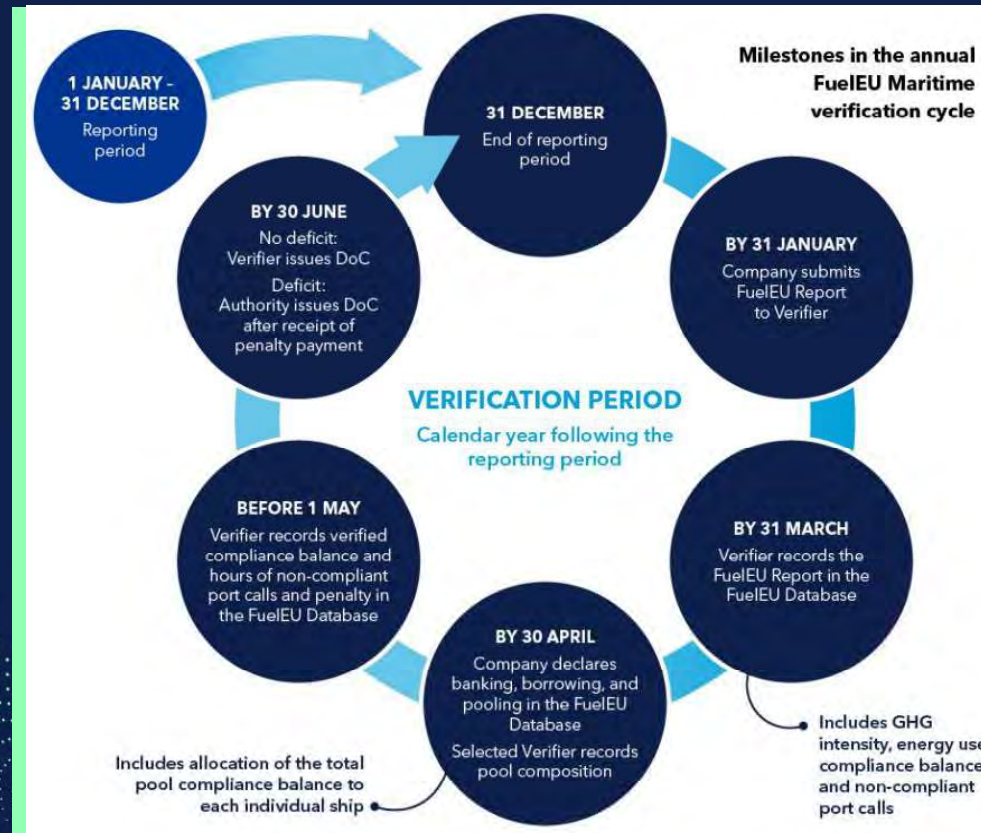 Milestones in the annual
FuelEU Maritime
verification cycle
1 JANUARY –
31 DECEMBER
Reporting
period
31 DECEMBER
End of reporting
period
BY 31 JANUARY
Company submits
FuelEU Report
to Verifier
BY 31 MARCH
Verifier records the
FuelEU Report in the
FuelEU Database
Includes GHG
intensity, energy use
compliance balance
and non-compliant
port calls
BY 30 APRIL
Company declares
banking, borrowing, and
pooling in the FuelEU
Database
Selected Verifier records
pool composition
Includes allocation of the total
pool compliance balance to
each individual ship
BEFORE 1 MAY
Verifier records verified
compliance balance and
hours of non-compliant
port calls and penalty in
the FuelEU Database
BY 30 JUNE
No deficit:
Verifier issues DoC
Deficit:
Authority issues DoC
after receipt of
penalty payment
VERIFICATION PERIOD
Calendar year following the
reporting period